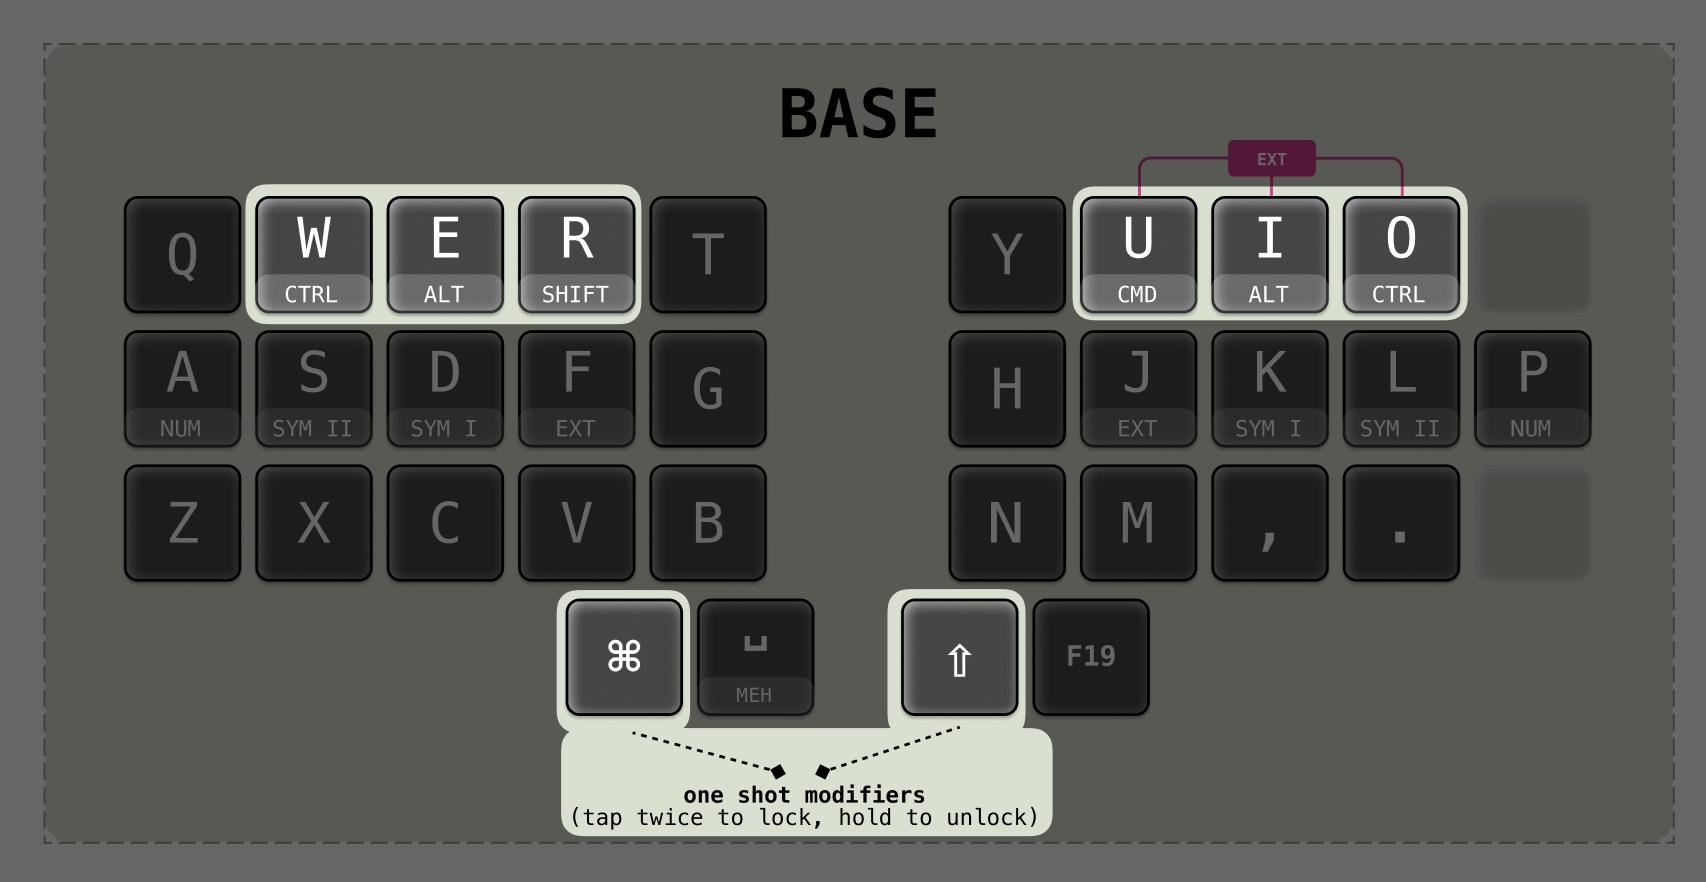 BASE
EXT
Q W E R T Y U I O
CTRL ALT SHIFT CMD ALT CTRL
A S D F G H J K L P
NUM SYM II SYM I EXT EXT SYM I SYM II NUM
Z X C V B N M , .
⌘ ␣ ⇧ F19
MEH
one shot modifiers
(tap twice to lock, hold to unlock)